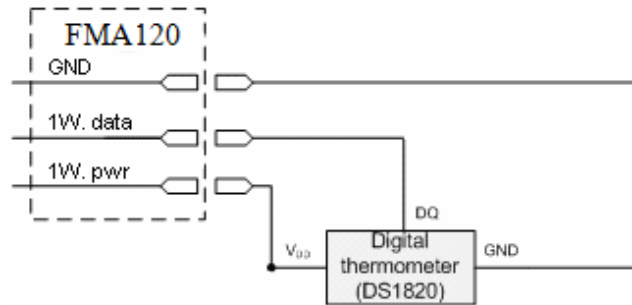 FMA120
GND
1W. data
1W. pwr
DQ
VDD
Digital
thermometer
(DS1820)
GND